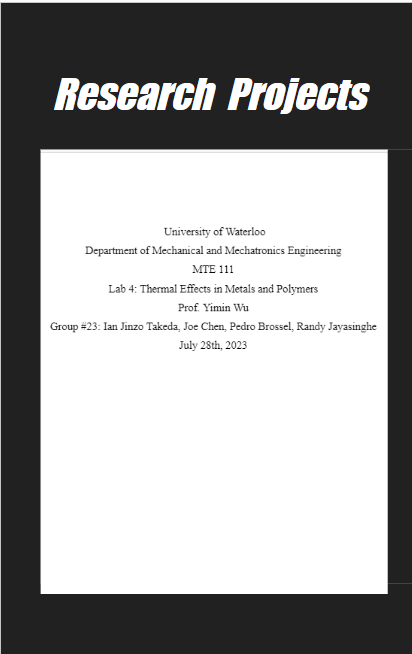 Research Projects
University of Waterloo
Department of Mechanical and Mechatronics Engineering
MTE 111
Lab 4: Thermal Effects in Metals and Polymers
Prof. Yimin Wu
Group #23: Ian Jinzo Takeda, Joe Chen, Pedro Brossel, Randy Jayasinghe
July 28th, 2023